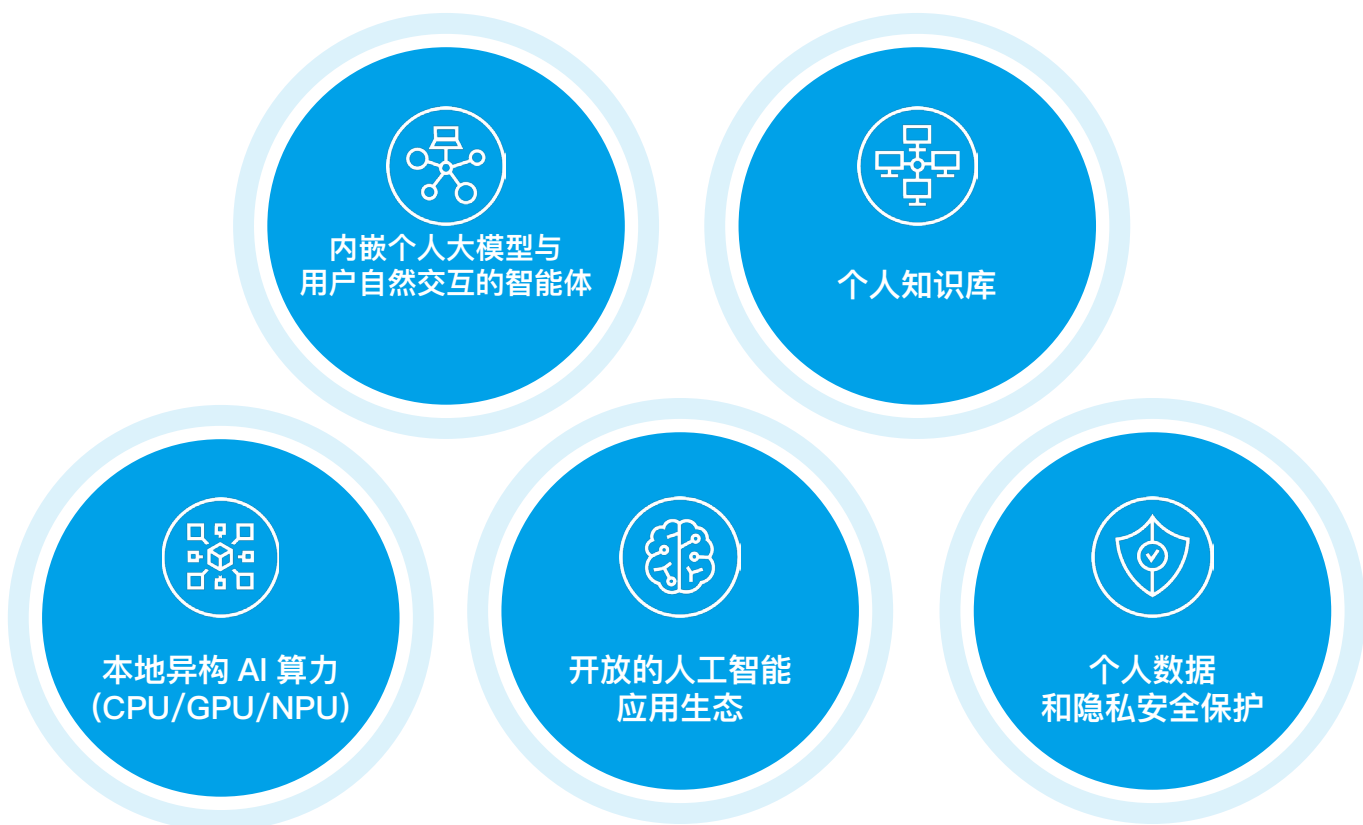 内嵌个人大模型与
用户自然交互的智能体
个人知识库
本地异构 AI 算力
(CPU/GPU/NPU)
开放的人工智能
应用生态
个人数据
和隐私安全保护